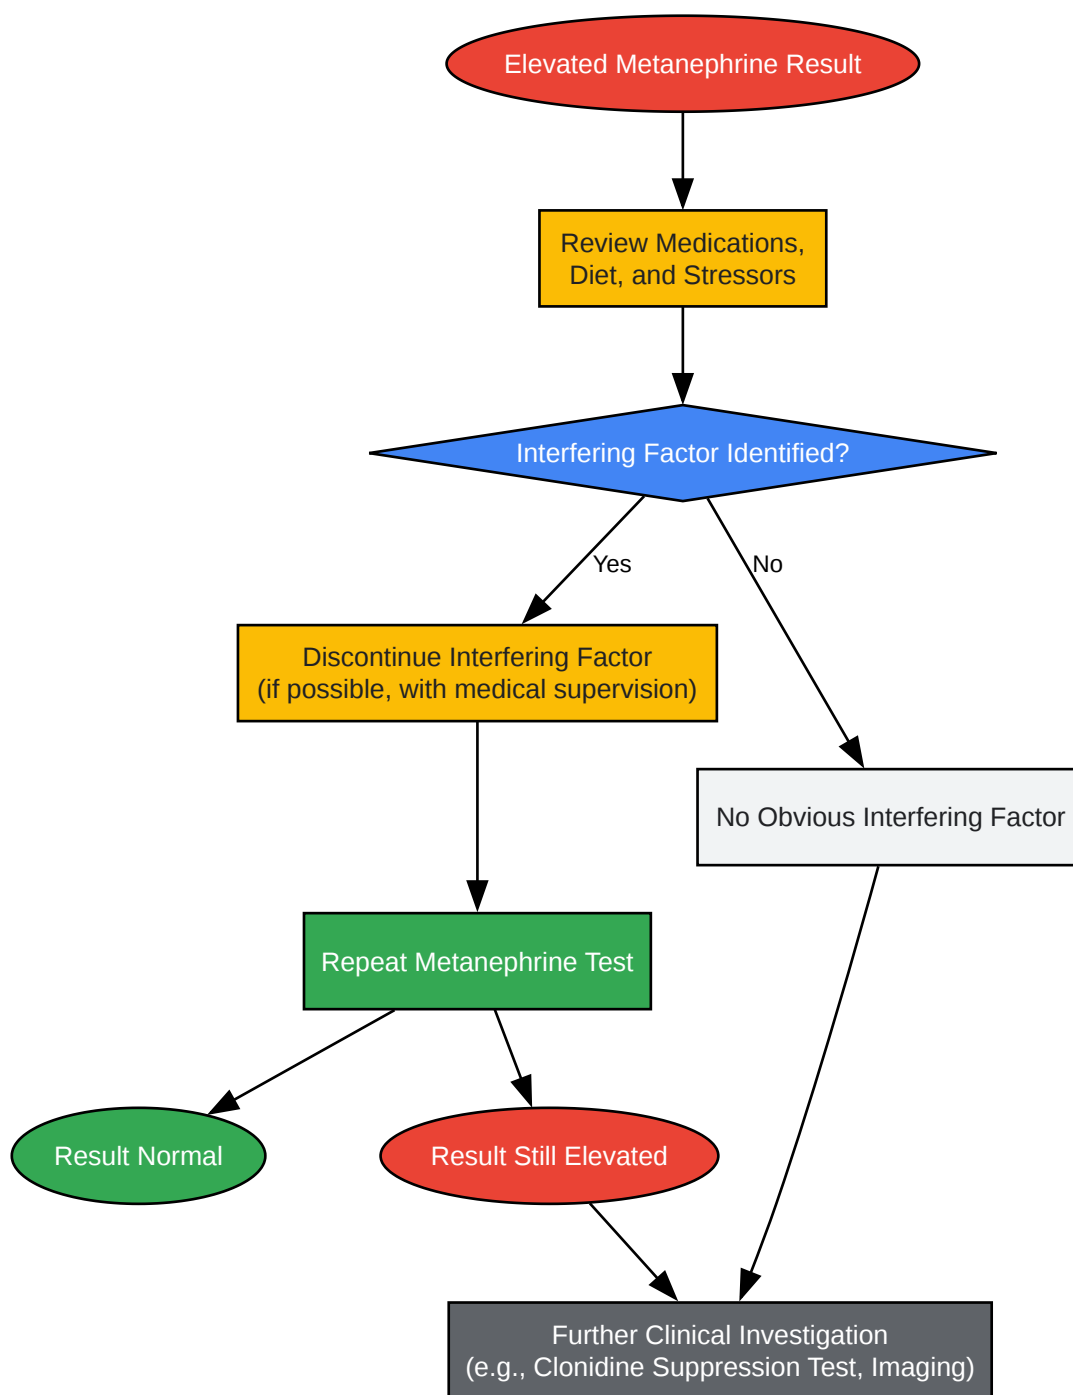 Elevated Metanephrine Result
Review Medications,
Diet, and Stressors
Interfering Factor Identified?
Yes
No
Discontinue Interfering Factor
(if possible, with medical supervision)
No Obvious Interfering Factor
Repeat Metanephrine Test
Result Normal
Result Still Elevated
Further Clinical Investigation
(e.g., Clonidine Suppression Test, Imaging)